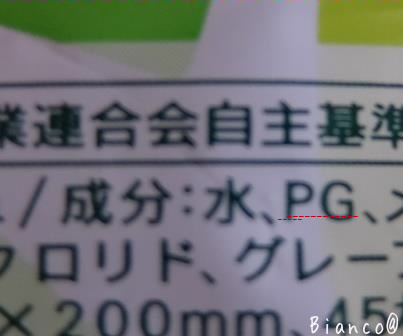 業連合会自主基準
/成分:水、PG、
クロリド、グレー
×200mm、45
Bianco@